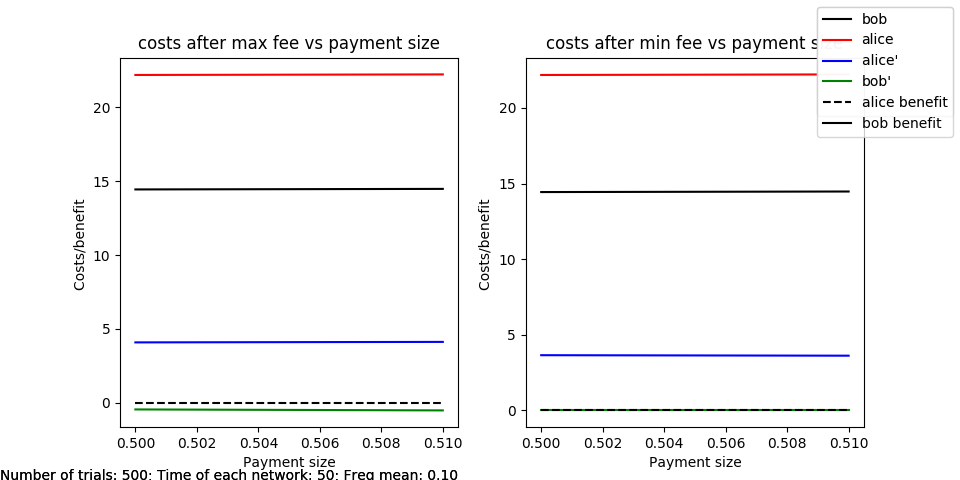 costs after max fee vs payment size
costs after min fee vs payment s
bob
alice
alice'
bob'
alice benefit
bob benefit
Costs/benefit
20
15
10
5
0
0.500 0.502 0.504 0.506 0.508 0.510
Payment size
Costs/benefit
20
15
10
5
0
0.500 0.502 0.504 0.506 0.508 0.510
Payment size
Number of trials: 500; Time of each network: 50; Freq mean: 0.10